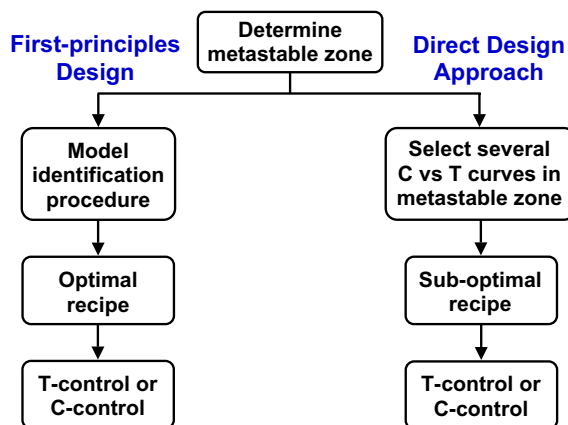 Determine
metastable zone
First-principles
Design
Direct Design
Approach
Model
identification
procedure
Select several
C vs T curves in
metastable zone
Optimal
recipe
Sub-optimal
recipe
T-control or
C-control
T-control or
C-control